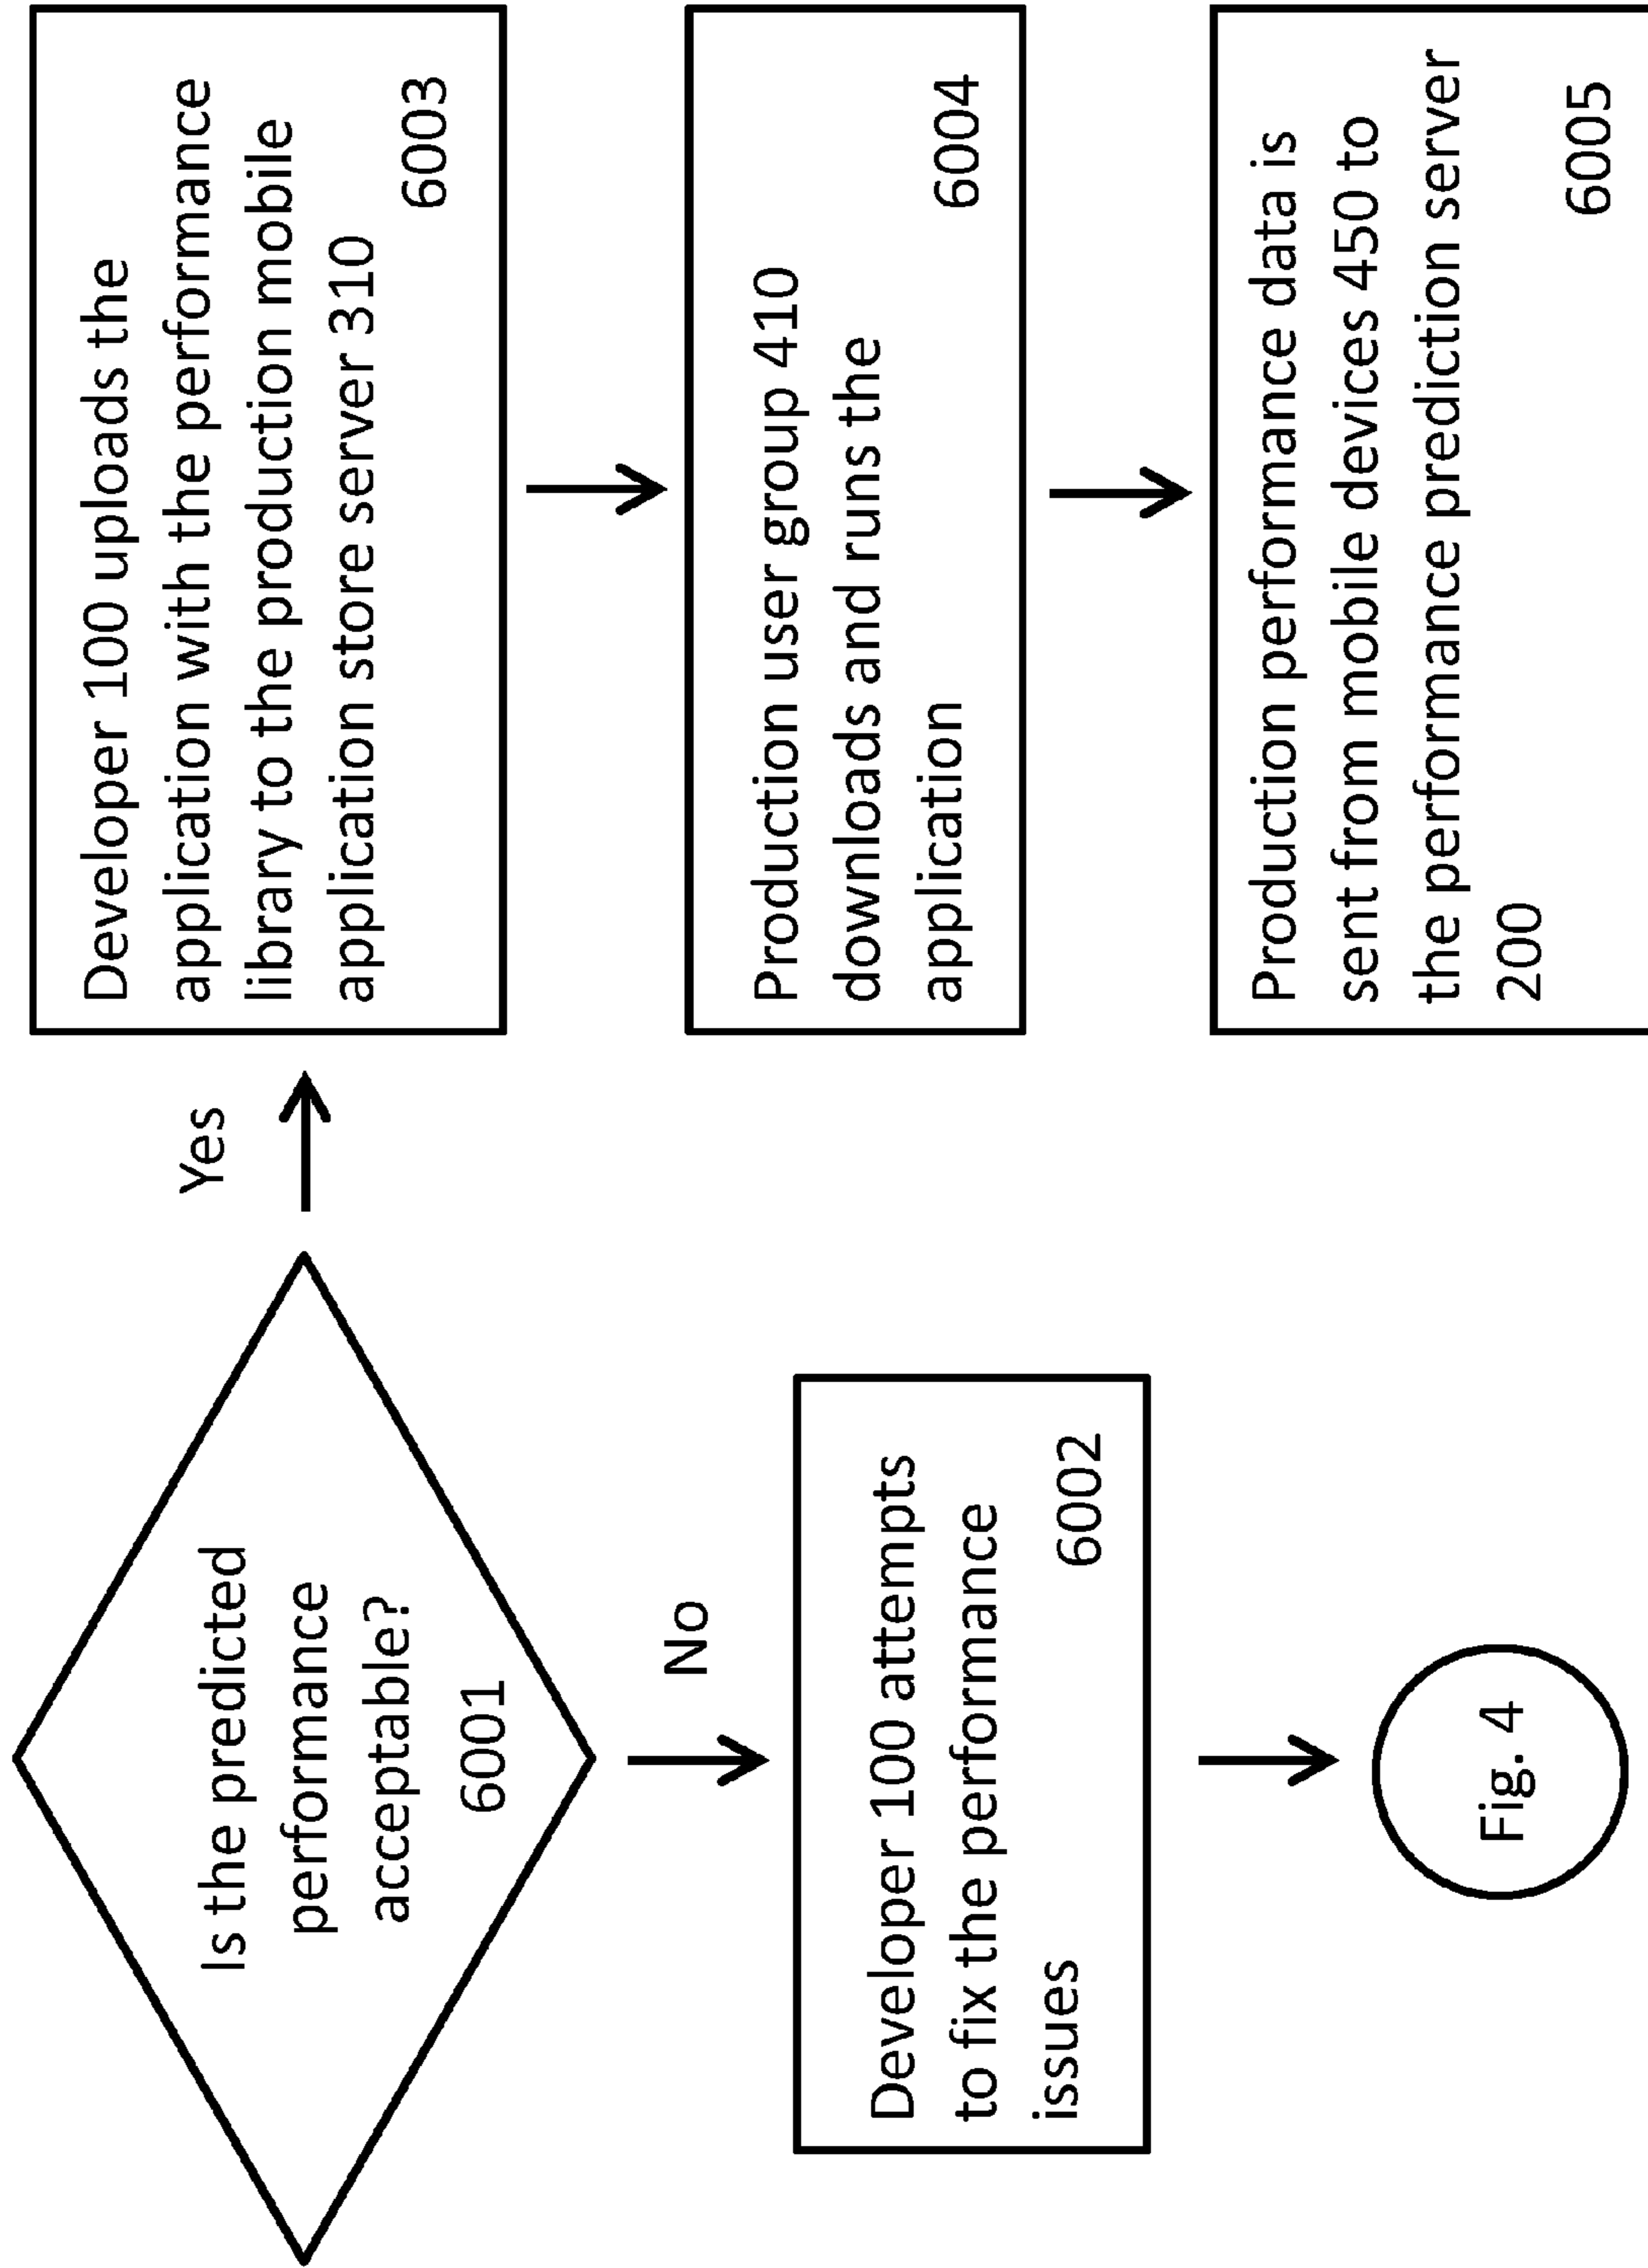 Is the predicted
performance
acceptable?
6001
Yes
Developer 100 uploads the
application with the performance
library to the production mobile
application store server 310
6003
No
Developer 100 attempts
to fix the performance
issues
6002
Production user group 410
downloads and runs the
application
6004
Fig. 4
Production performance data is
sent from mobile devices 450 to
the performance prediction server
200
6005